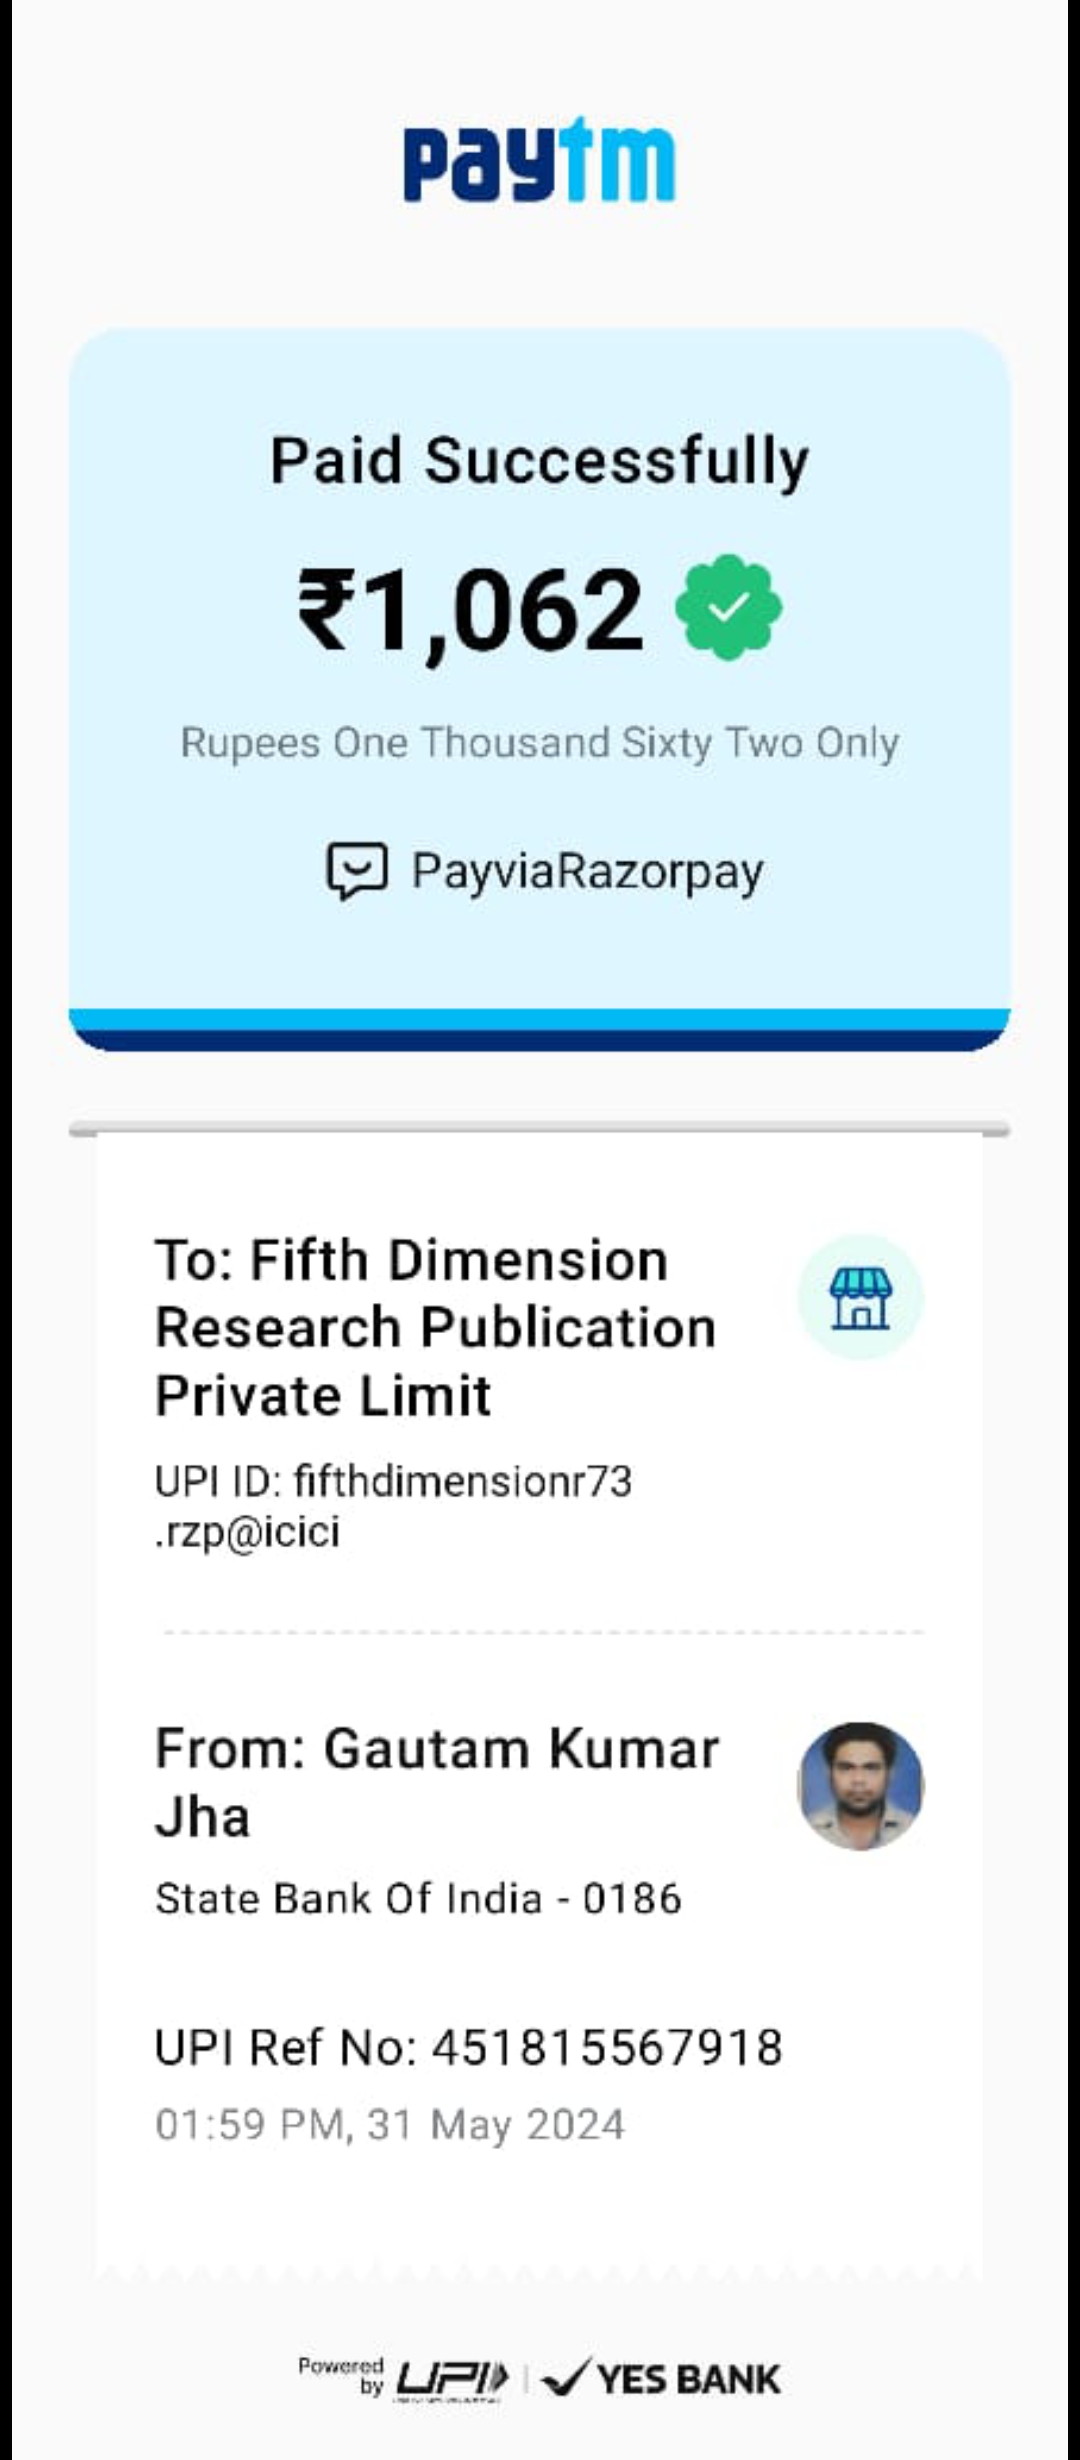 paytm
Paid Successfully
₹1,062
Rupees One Thousand Sixty Two Only
PayviaRazorpay
To: Fifth Dimension
Research Publication
Private Limit
UPI ID: fifthdimensionr73
.rzp@icici
From: Gautam Kumar
Jha
State Bank Of India - 0186
UPI Ref No: 451815567918
01:59 PM, 31 May 2024
Powered
by UPI | YES BANK